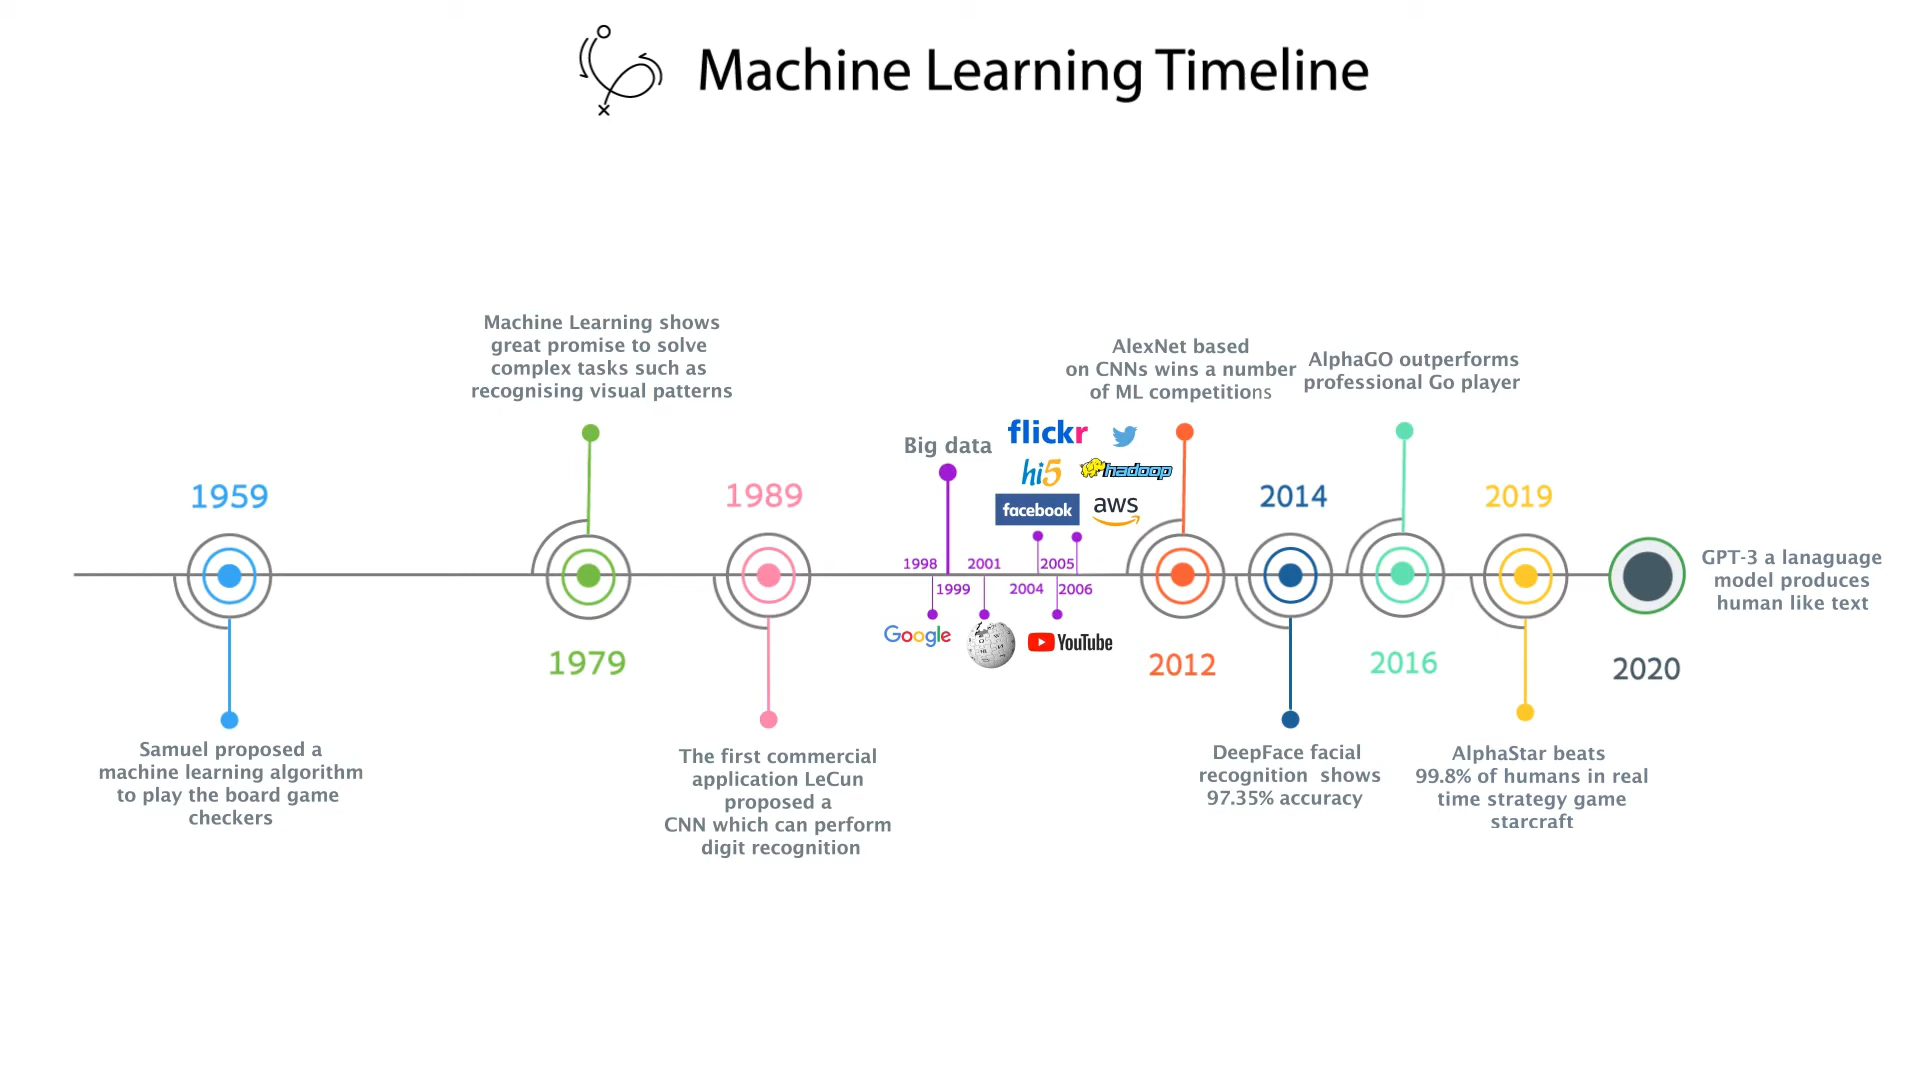 Machine Learning Timeline
Machine Learning shows
great promise to solve
complex tasks such as
recognising visual patterns
AlexNet based
on CNNs wins a number
of ML competitions
AlphaGO outperforms
professional Go player
Big data
flickr
hi5
hadoop
facebook
aws
1959
1989
2014
2019
1998
2001
2005
1999
2004
2006
Google
YouTube
1979
2012
2016
2020
GPT-3 a lanaguage
model produces
human like text
Samuel proposed a
machine learning algorithm
to play the board game
checkers
The first commercial
application LeCun
proposed a
CNN which can perform
digit recognition
DeepFace facial
recognition shows
97.35% accuracy
AlphaStar beats
99.8% of humans in real
time strategy game
starcraft